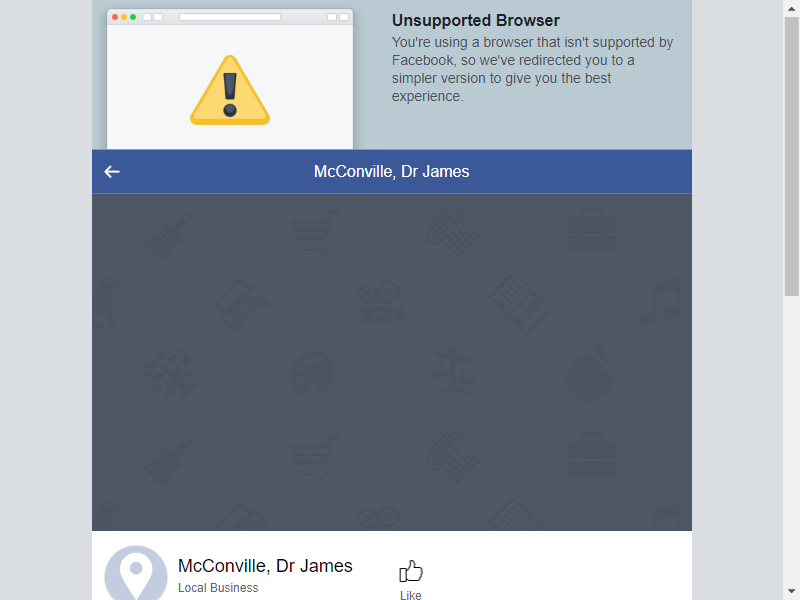 Unsupported Browser
You're using a browser that isn't supported by
Facebook, so we've redirected you to a
simpler version to give you the best
experience.
McConville, Dr James
McConville, Dr James
Local Business
Like